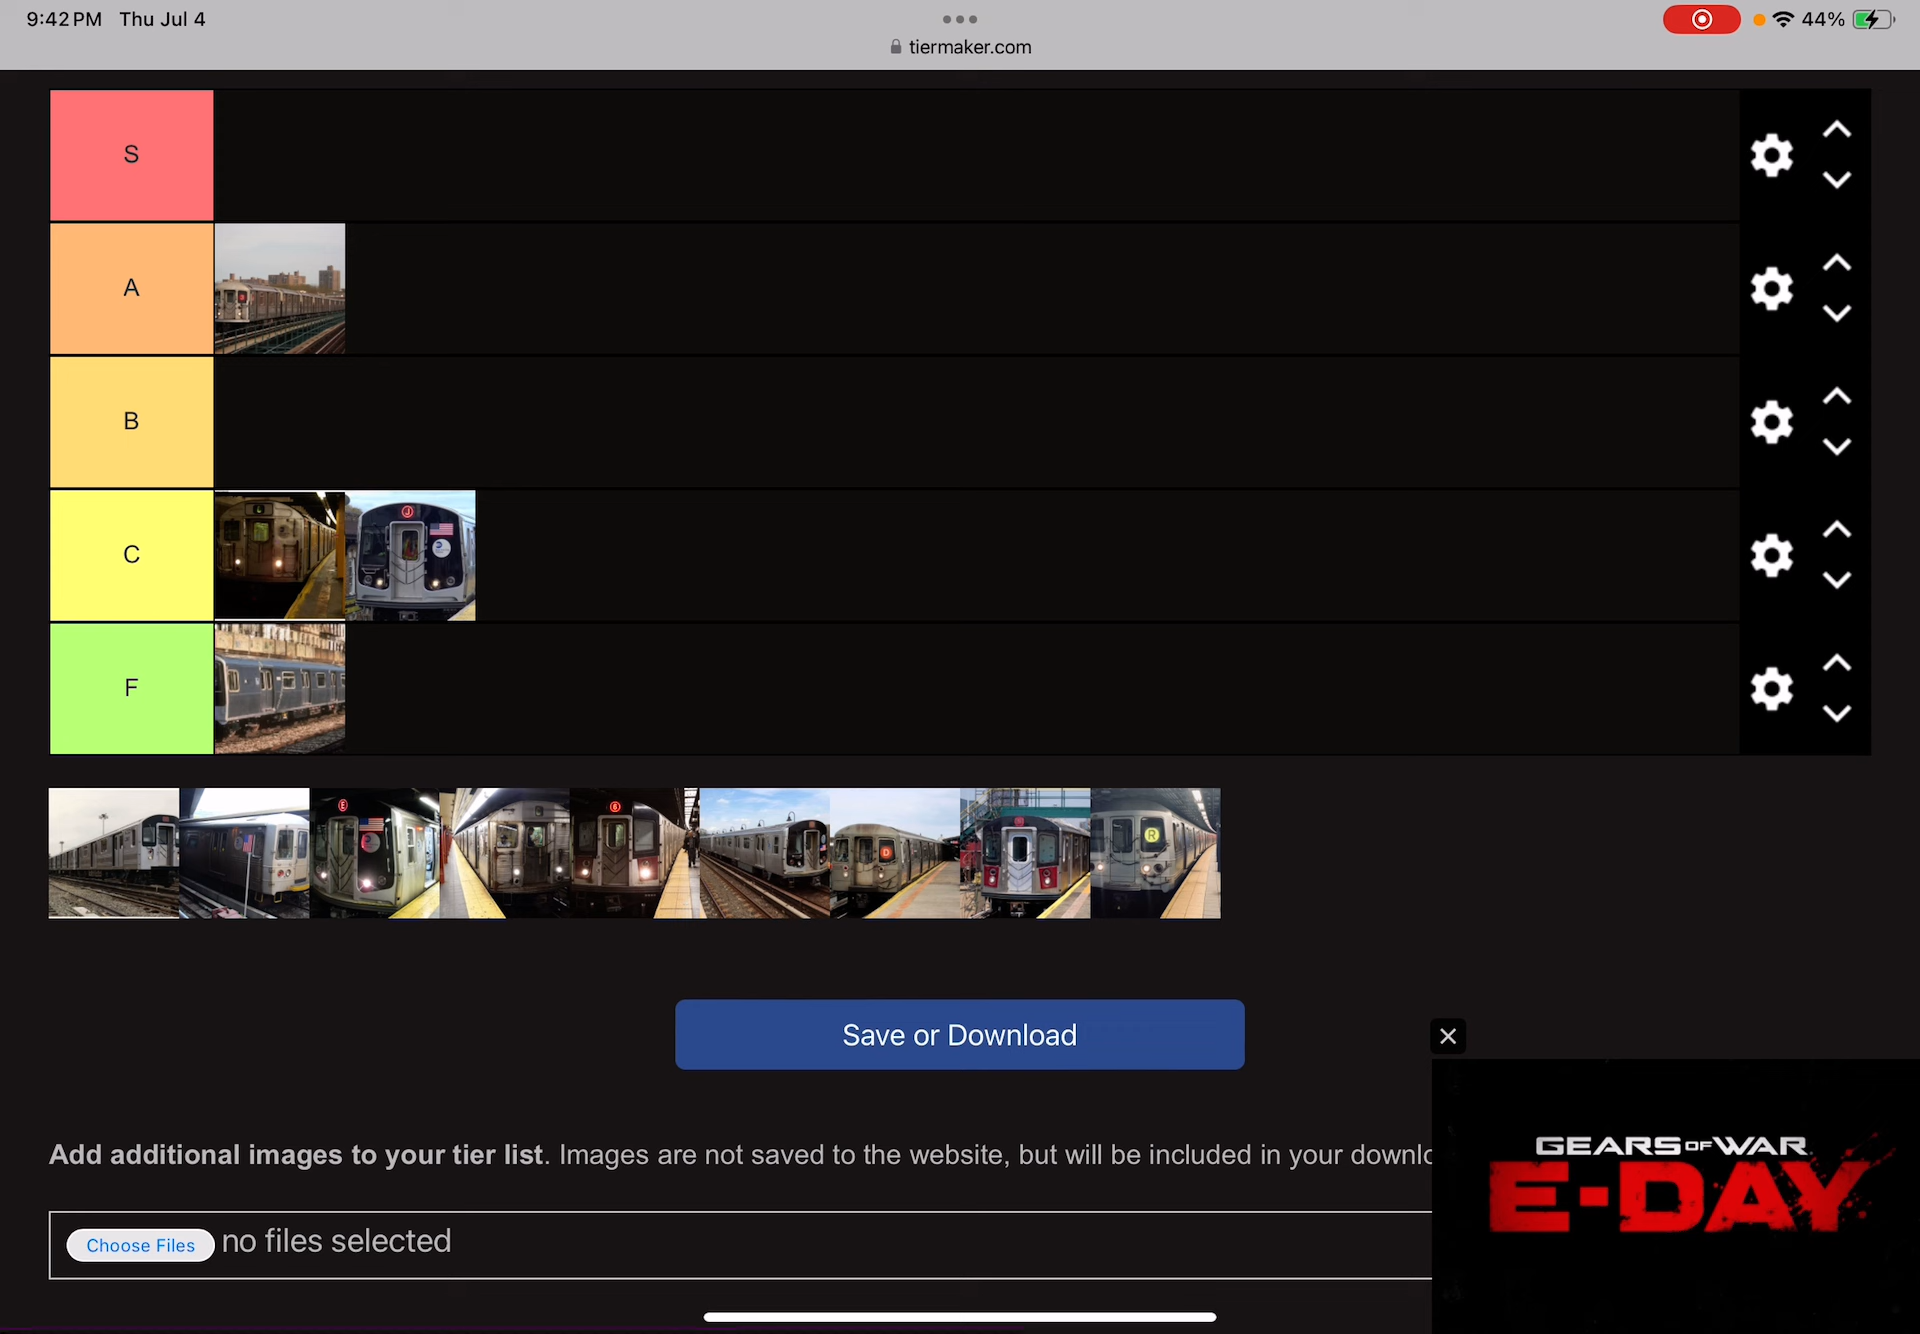 9:42 PM Thu Jul 4
44%
tiermaker.com
S
A
B
C
J
F
E
6
D
R
Save or Download
Add additional images to your tier list. Images are not saved to the website, but will be included in your downlo
Choose Files no files selected
GEARS OF WAR
E-DAY